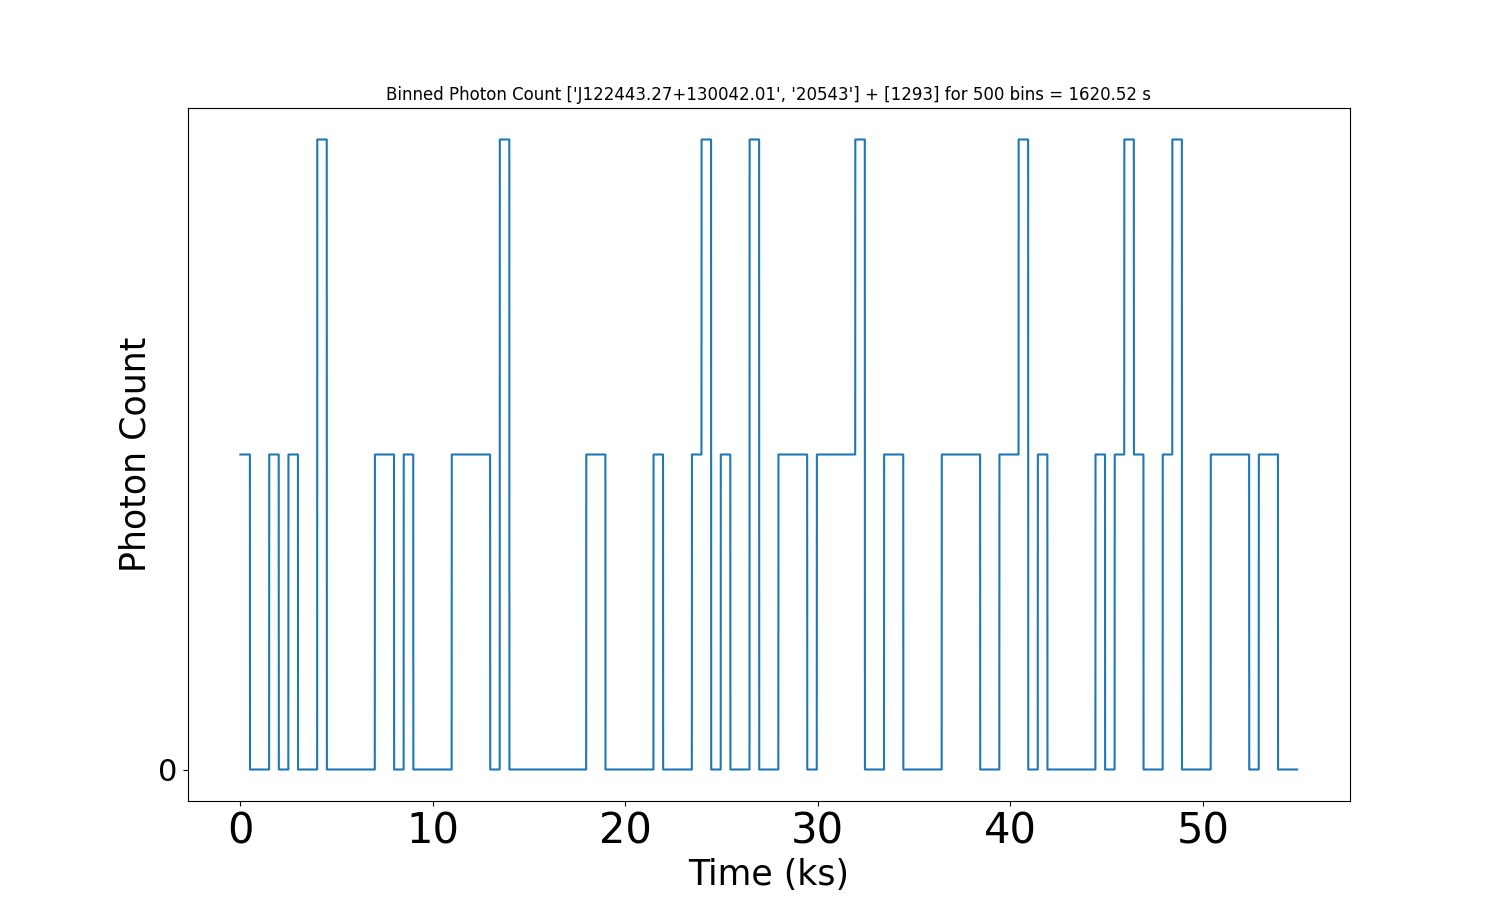 Binned Photon Count ['J122443.27+130042.01', '20543'] + [1293] for 500 bins = 1620.52 s
Photon Count
0
0 10 20 30 40 50
Time (ks)